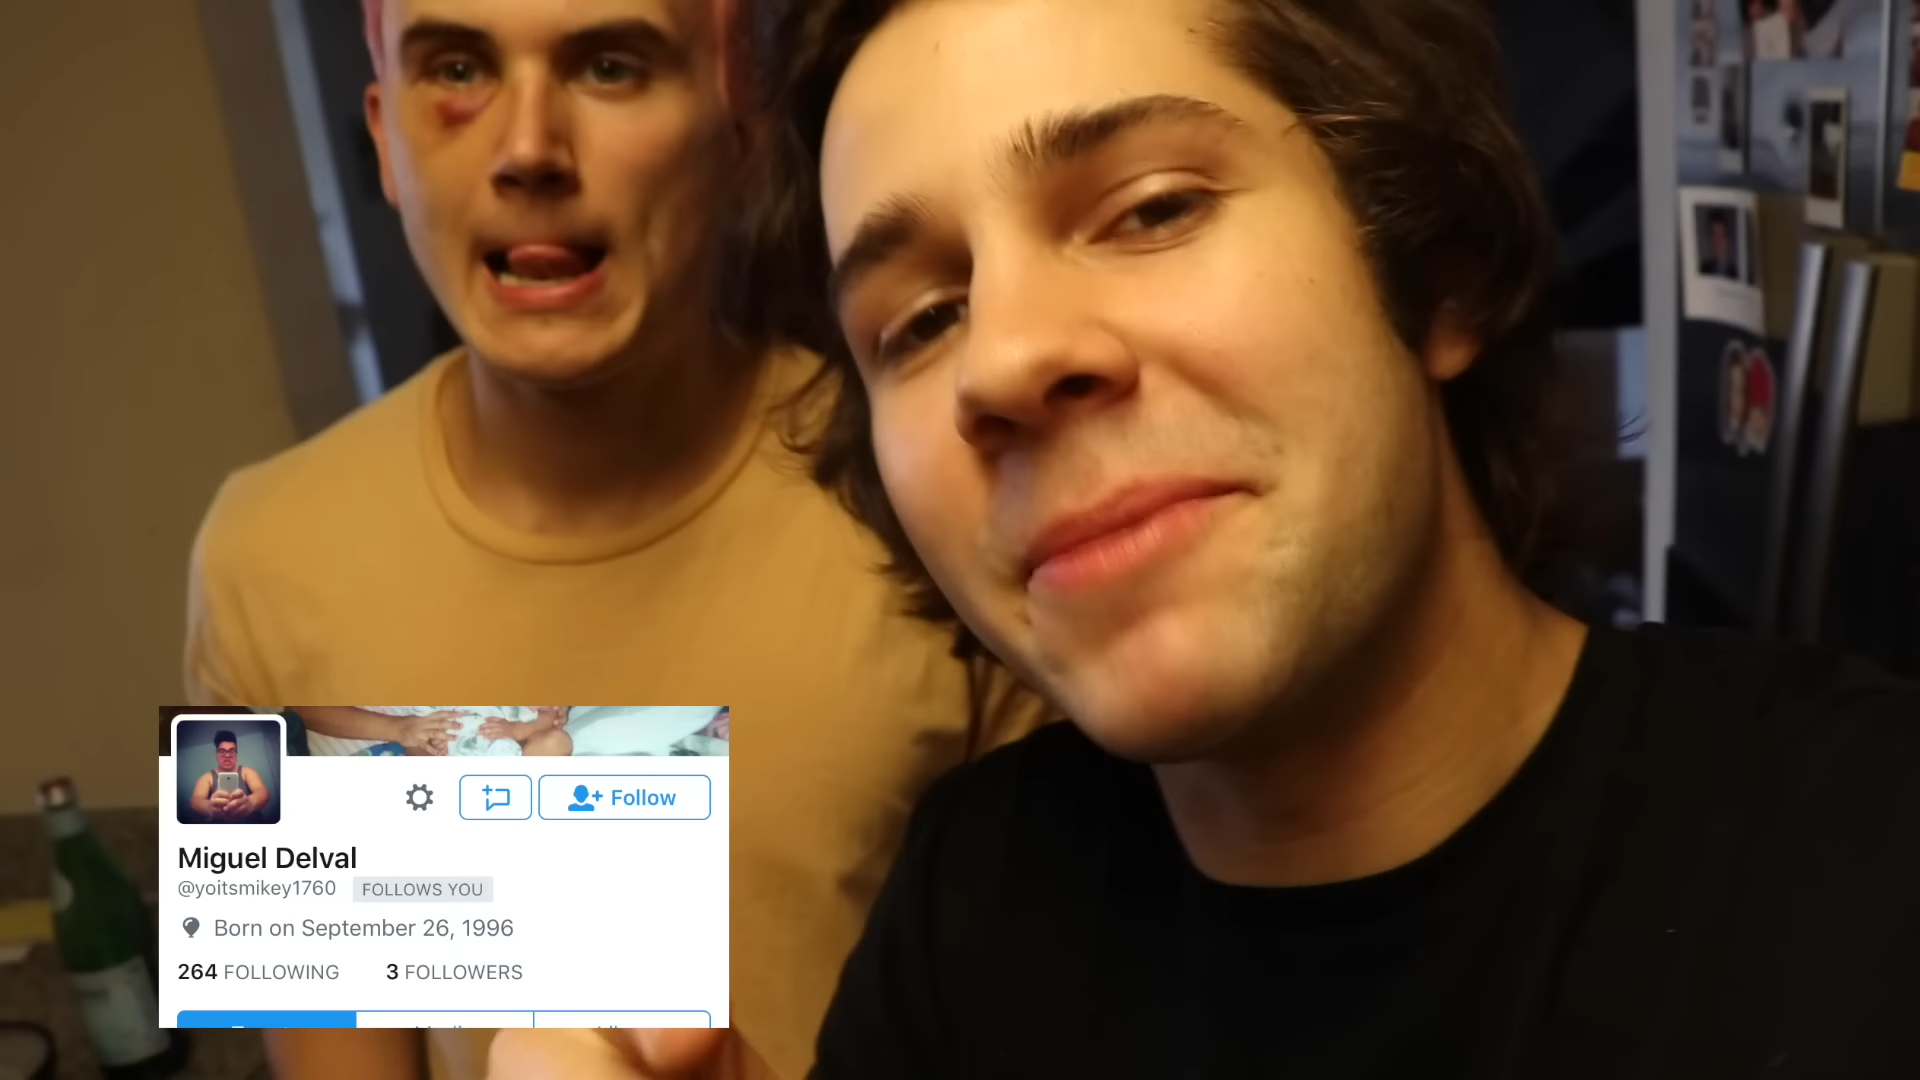 Follow
Miguel Delval
@yoitsmikey1760 FOLLOWS YOU
Born on September 26, 1996
264 FOLLOWING 3 FOLLOWERS